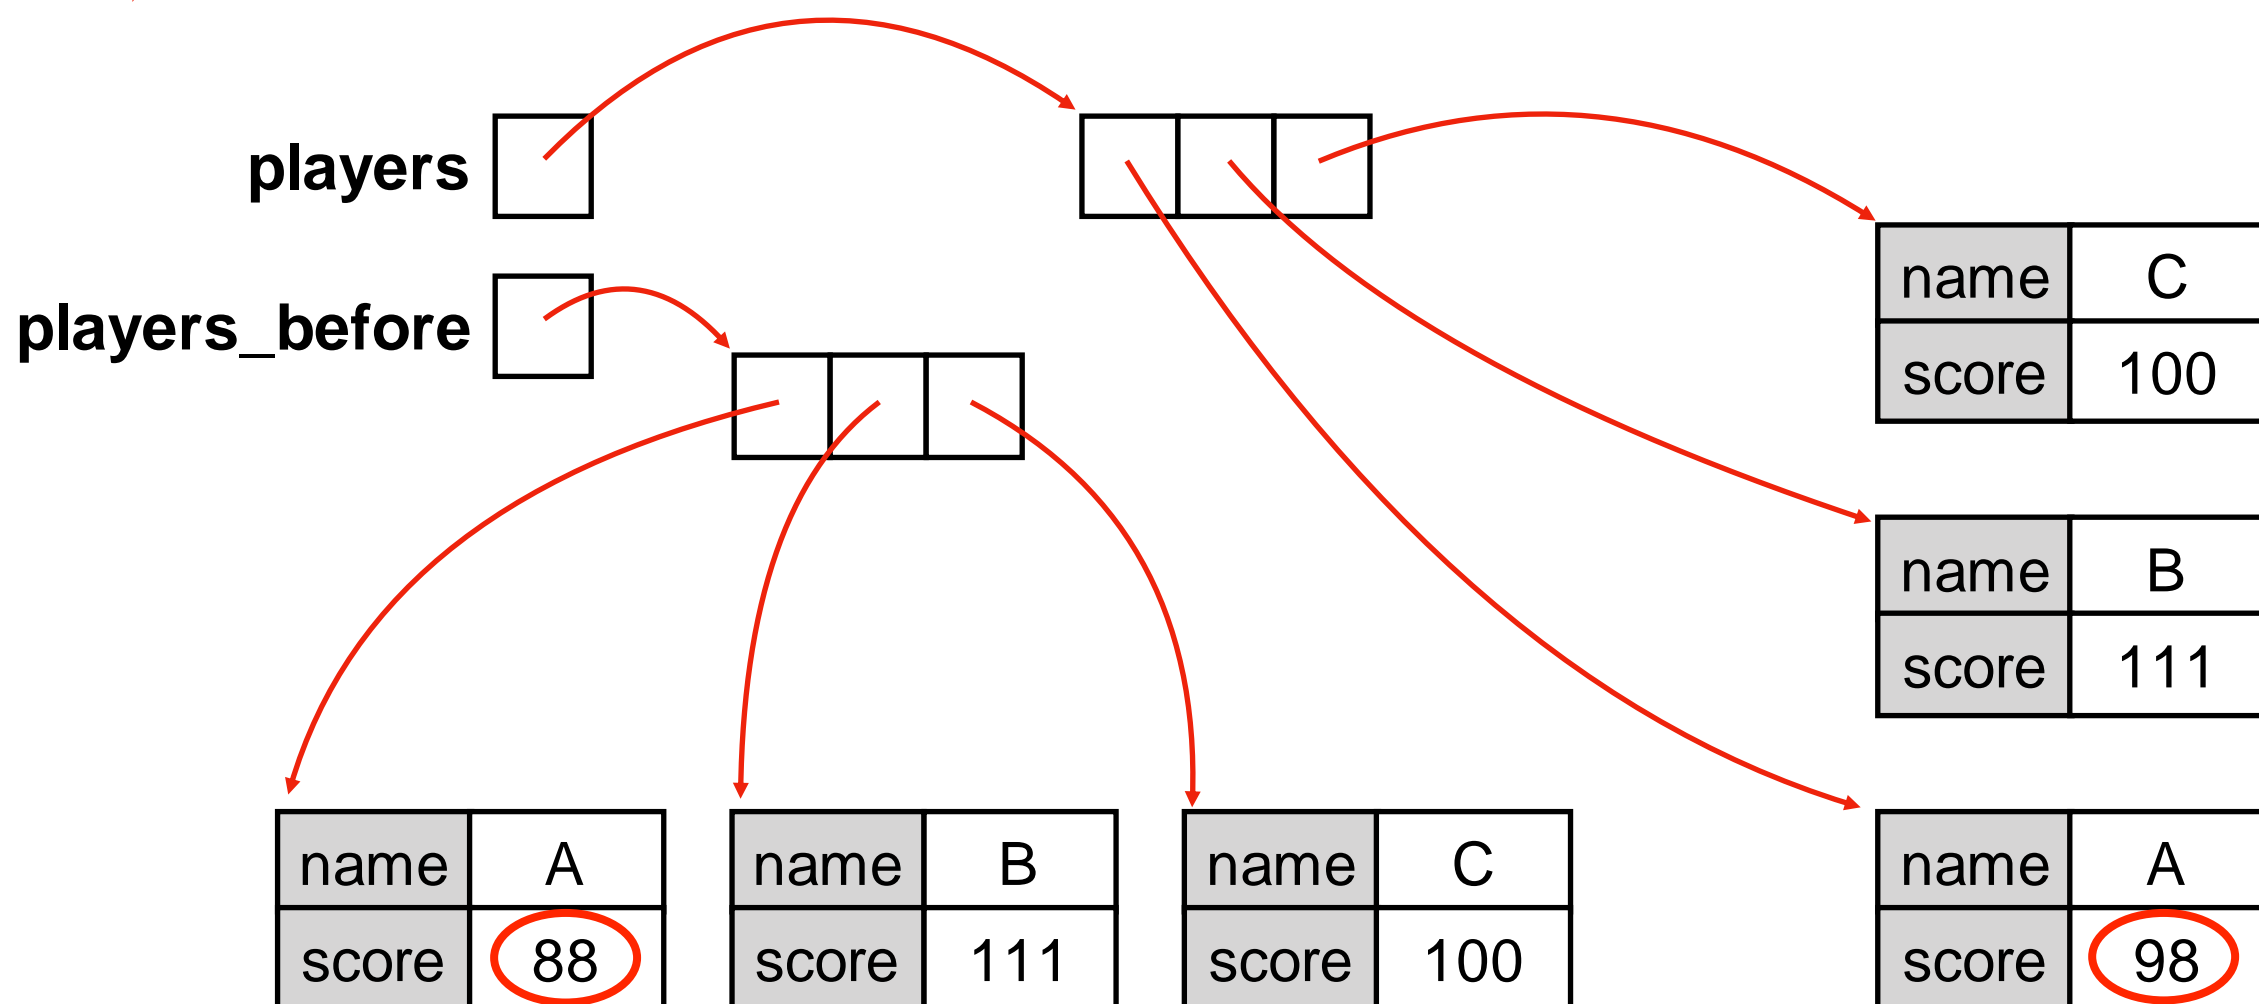 players
players_before
name C
score 100
name B
score 111
name A name B name C name A
score 88 score 111 score 100 score 98